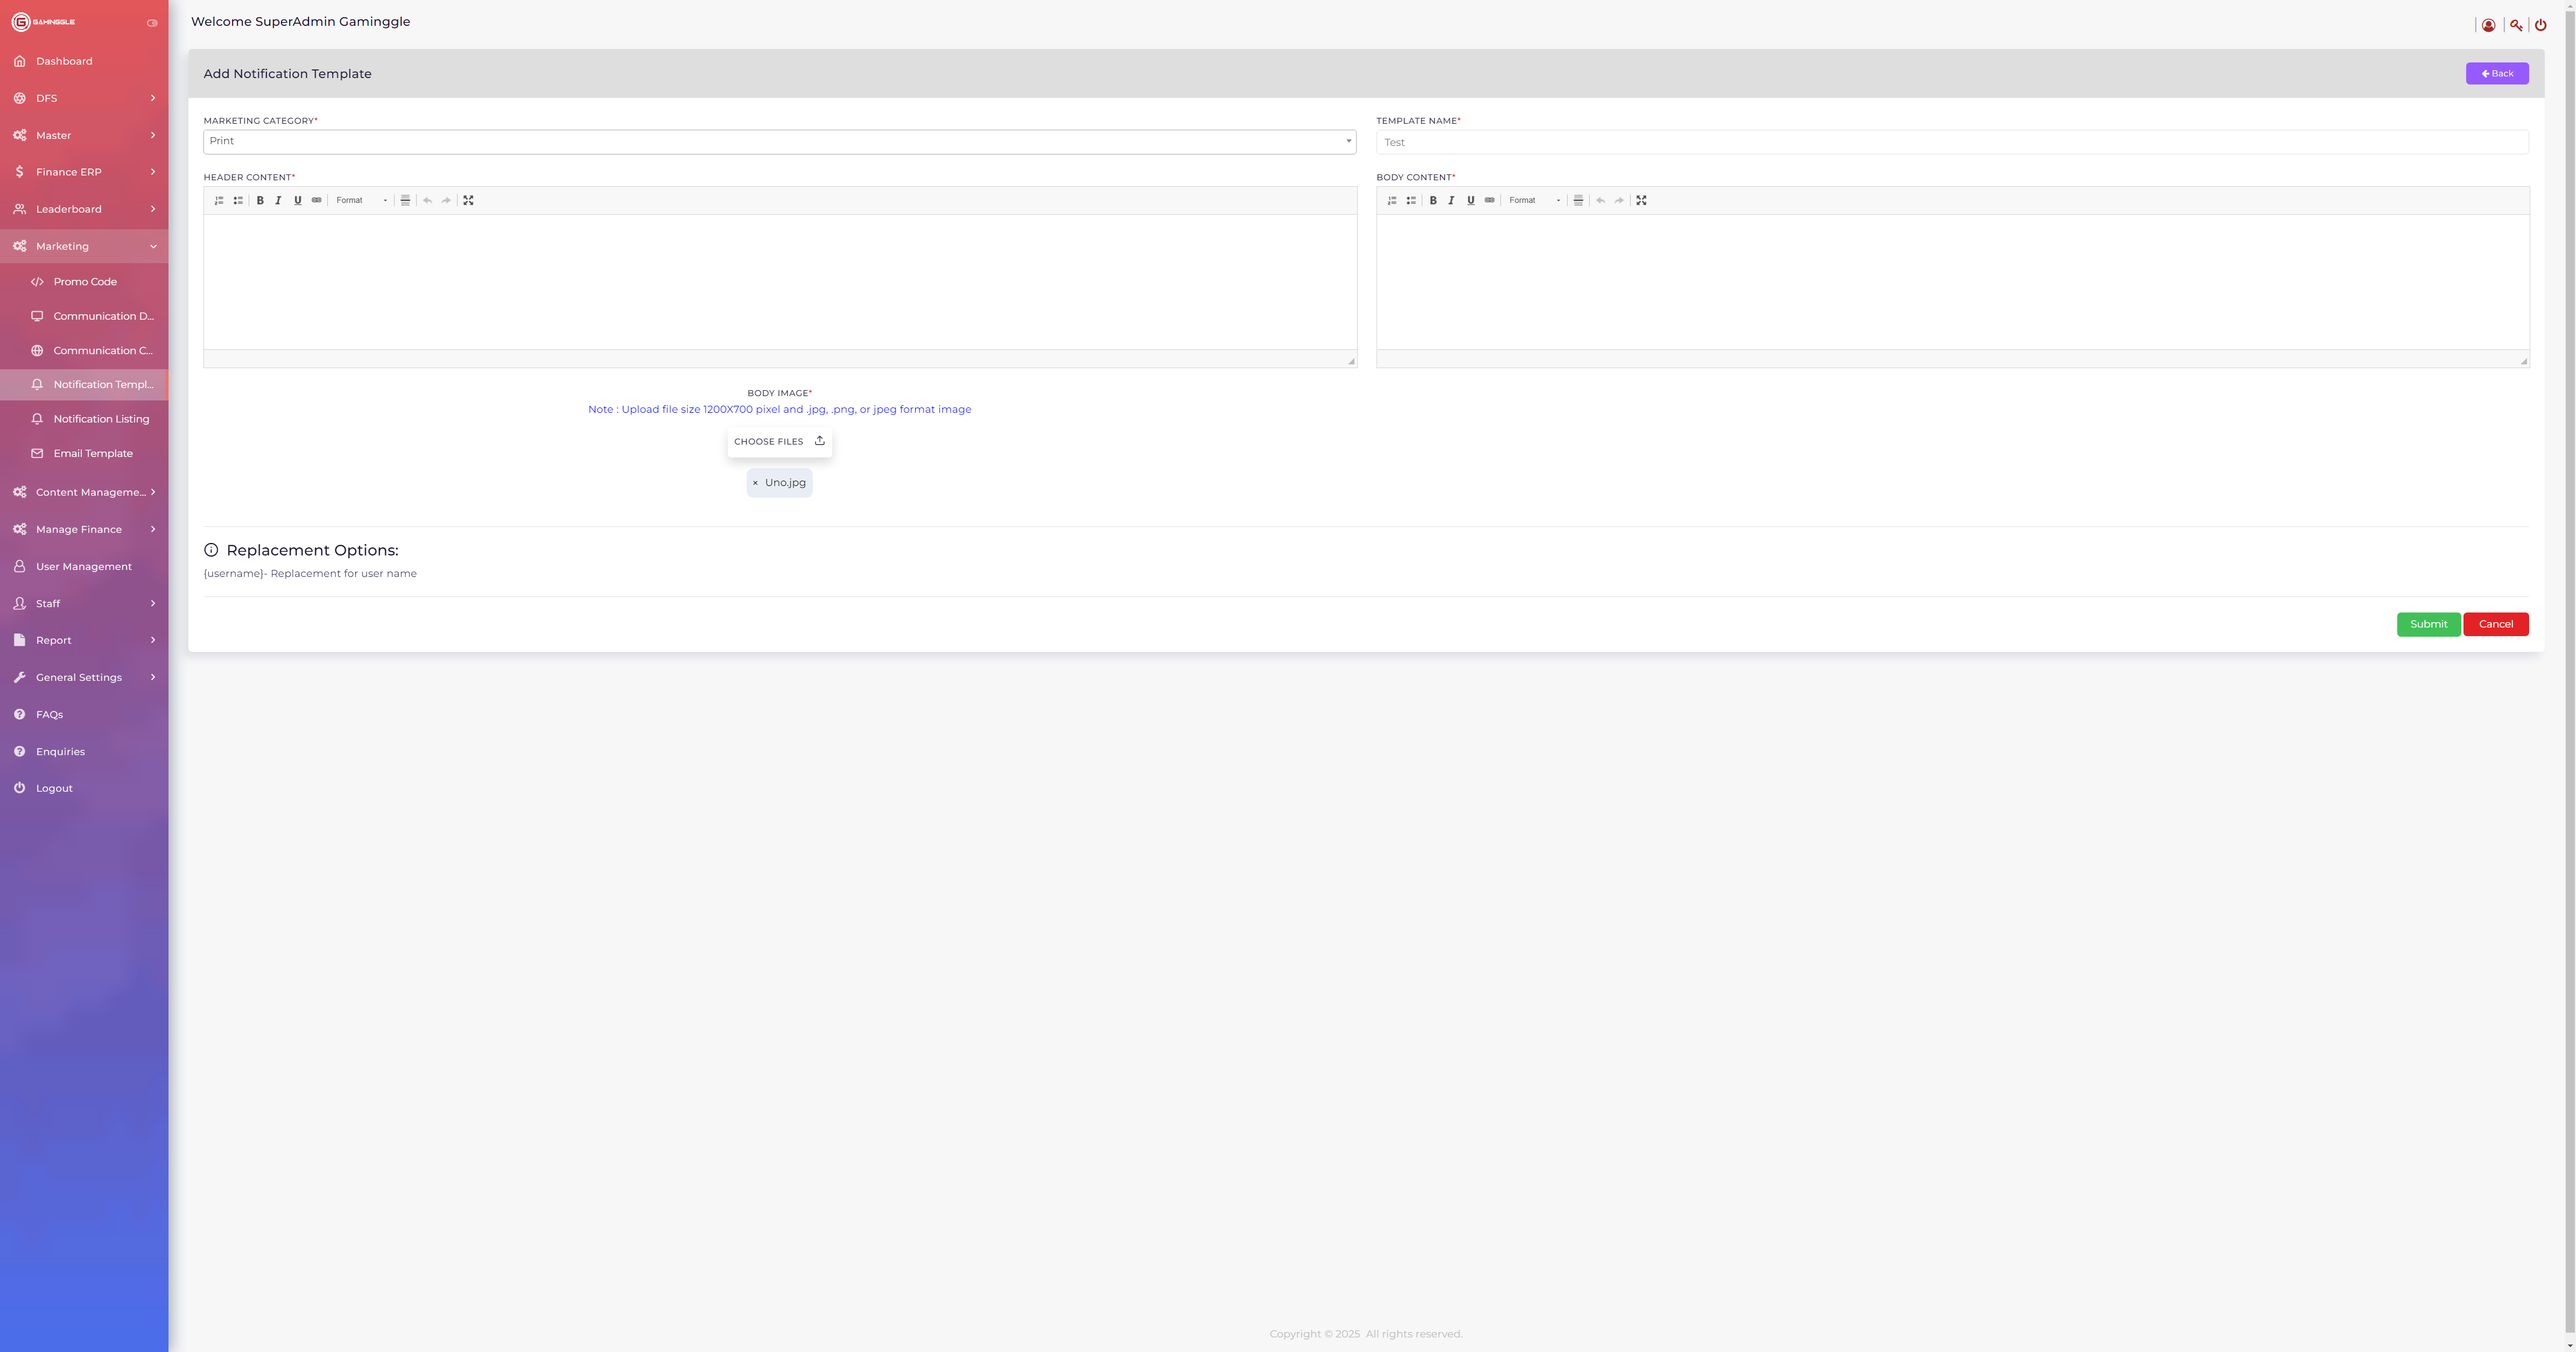 GAMINGGLE
Welcome SuperAdmin Gaminggle
Dashboard
DFS
Master
Finance ERP
Leaderboard
Marketing
Promo Code
Communication D...
Communication C...
Notification Templ...
Notification Listing
Email Template
Content Manageme...
Manage Finance
User Management
Staff
Report
General Settings
FAQs
Enquiries
Logout
Add Notification Template
Back
MARKETING CATEGORY*
Print
TEMPLATE NAME*
Test
HEADER CONTENT*
B I U Format
BODY CONTENT*
B I U Format
BODY IMAGE*
Note : Upload file size 1200X700 pixel and .jpg, .png, or jpeg format image
CHOOSE FILES
× Uno.jpg
Replacement Options:
{username}- Replacement for user name
Submit
Cancel
Copyright © 2025 All rights reserved.